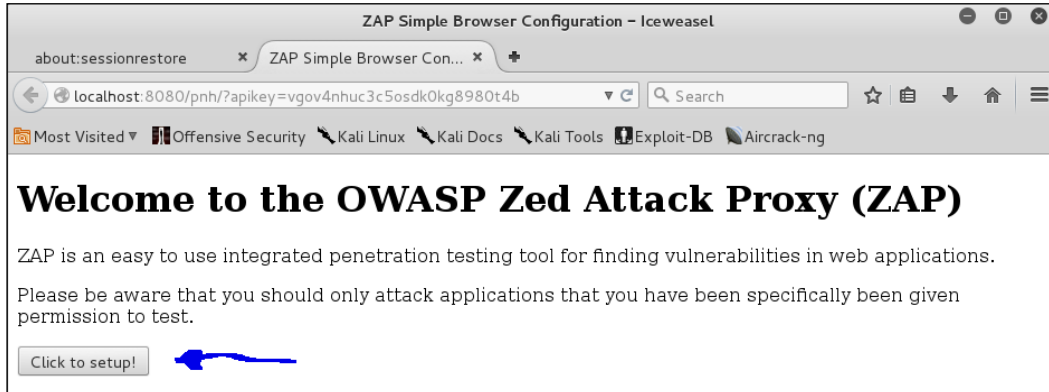 ZAP Simple Browser Configuration - Iceweasel
about:sessionrestore
ZAP Simple Browser Con...
localhost:8080/pnh/?apikey=vgov4nhuc3c5osdk0kg8980t4b
Search
Most Visited
Offensive Security
Kali Linux
Kali Docs
Kali Tools
Exploit-DB
Aircrack-ng
Welcome to the OWASP Zed Attack Proxy (ZAP)
ZAP is an easy to use integrated penetration testing tool for finding vulnerabilities in web applications.
Please be aware that you should only attack applications that you have been specifically been given
permission to test.
Click to setup!